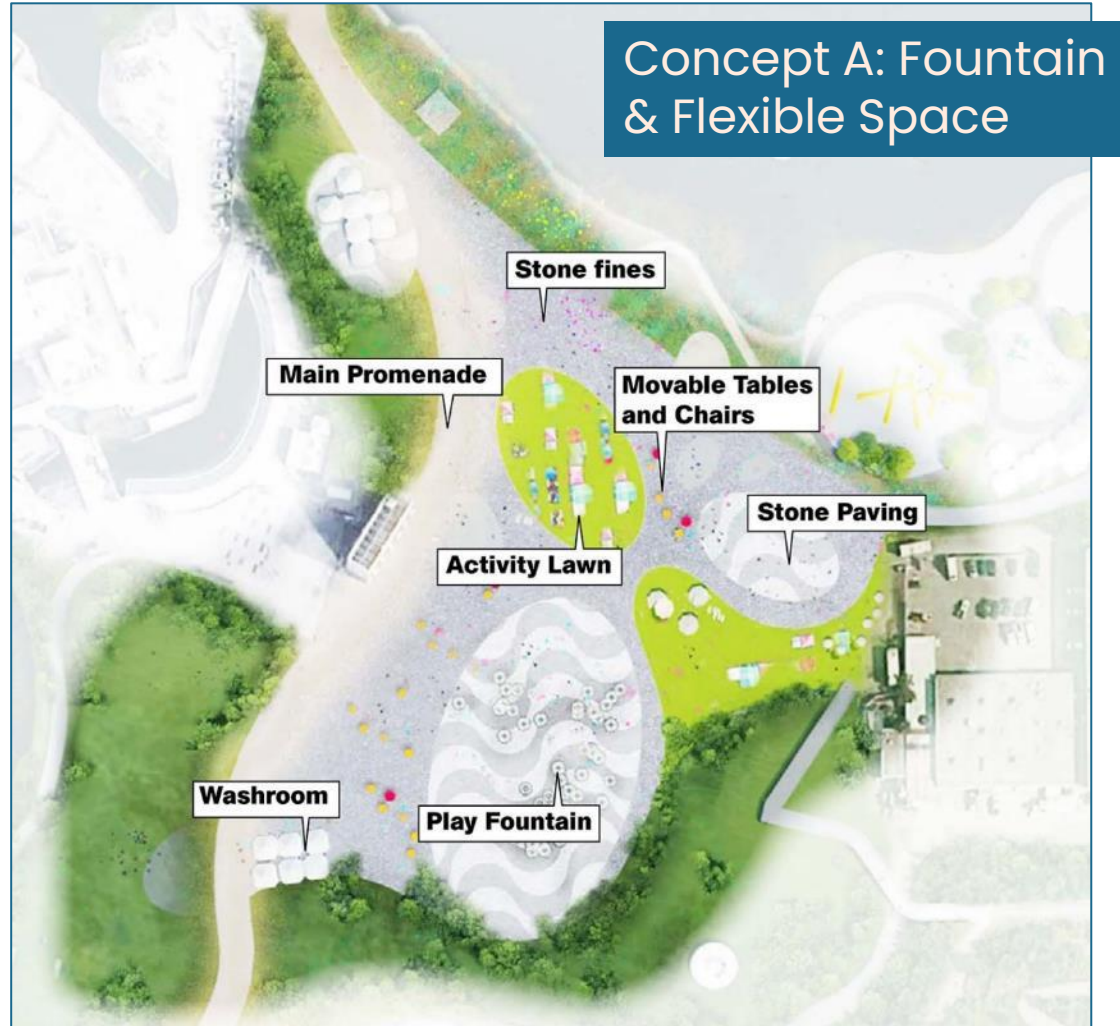 Concept A: Fountain
& Flexible Space
Stone fines
Main Promenade
Movable Tables
and Chairs
Stone Paving
Activity Lawn
Washroom
Play Fountain